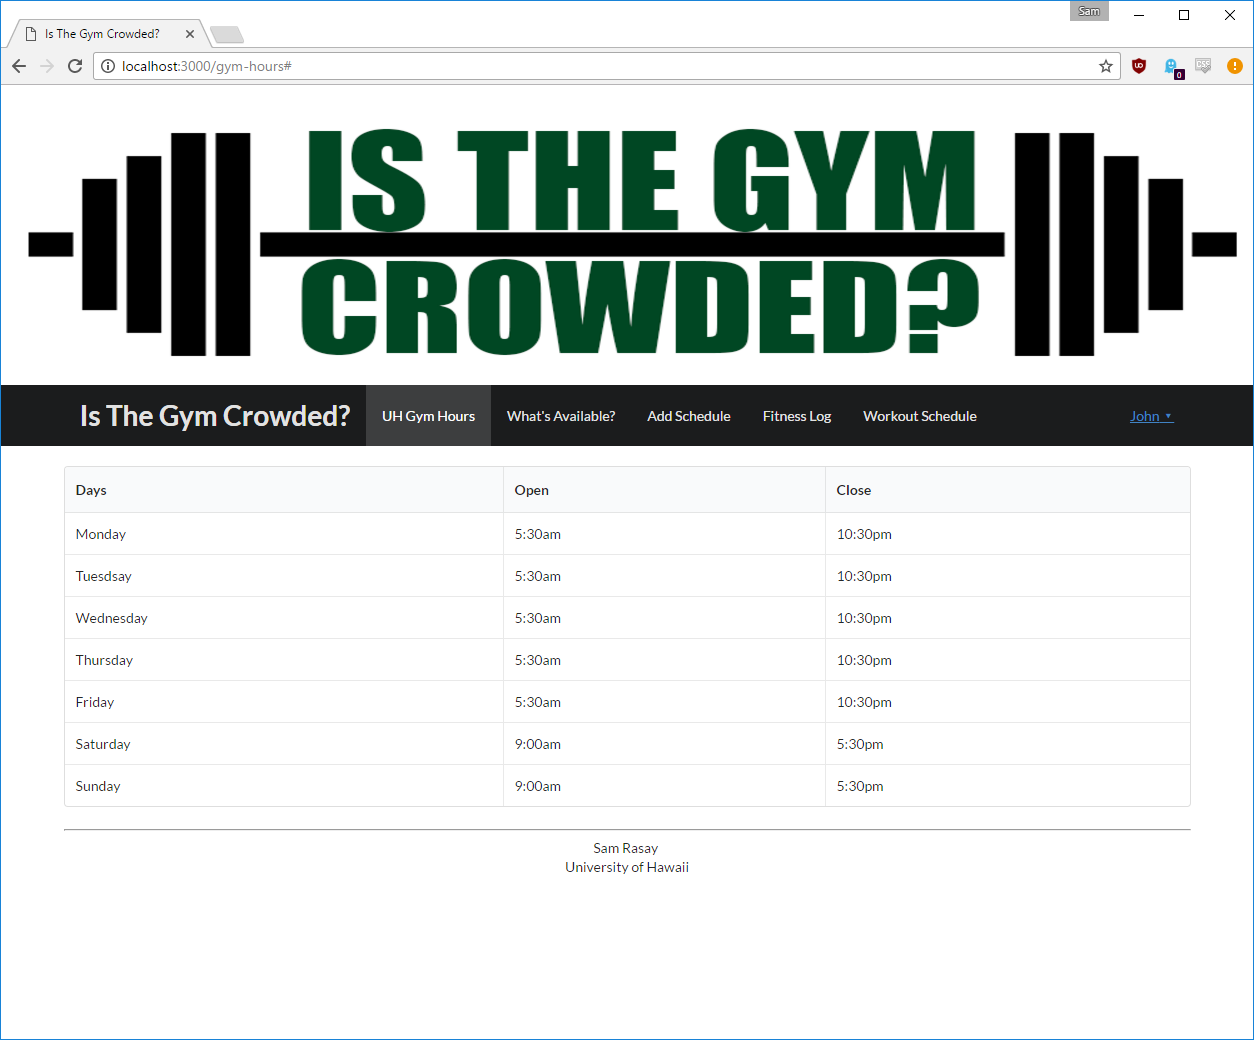 Sam
Is The Gym Crowded?
localhost:3000/gym-hours#
0
IS THE GYM
CROWDED?
Is The Gym Crowded? UH Gym Hours What's Available? Add Schedule Fitness Log Workout Schedule John
Days Open Close
Monday 5:30am 10:30pm
Tuesdsay 5:30am 10:30pm
Wednesday 5:30am 10:30pm
Thursday 5:30am 10:30pm
Friday 5:30am 10:30pm
Saturday 9:00am 5:30pm
Sunday 9:00am 5:30pm
Sam Rasay
University of Hawaii